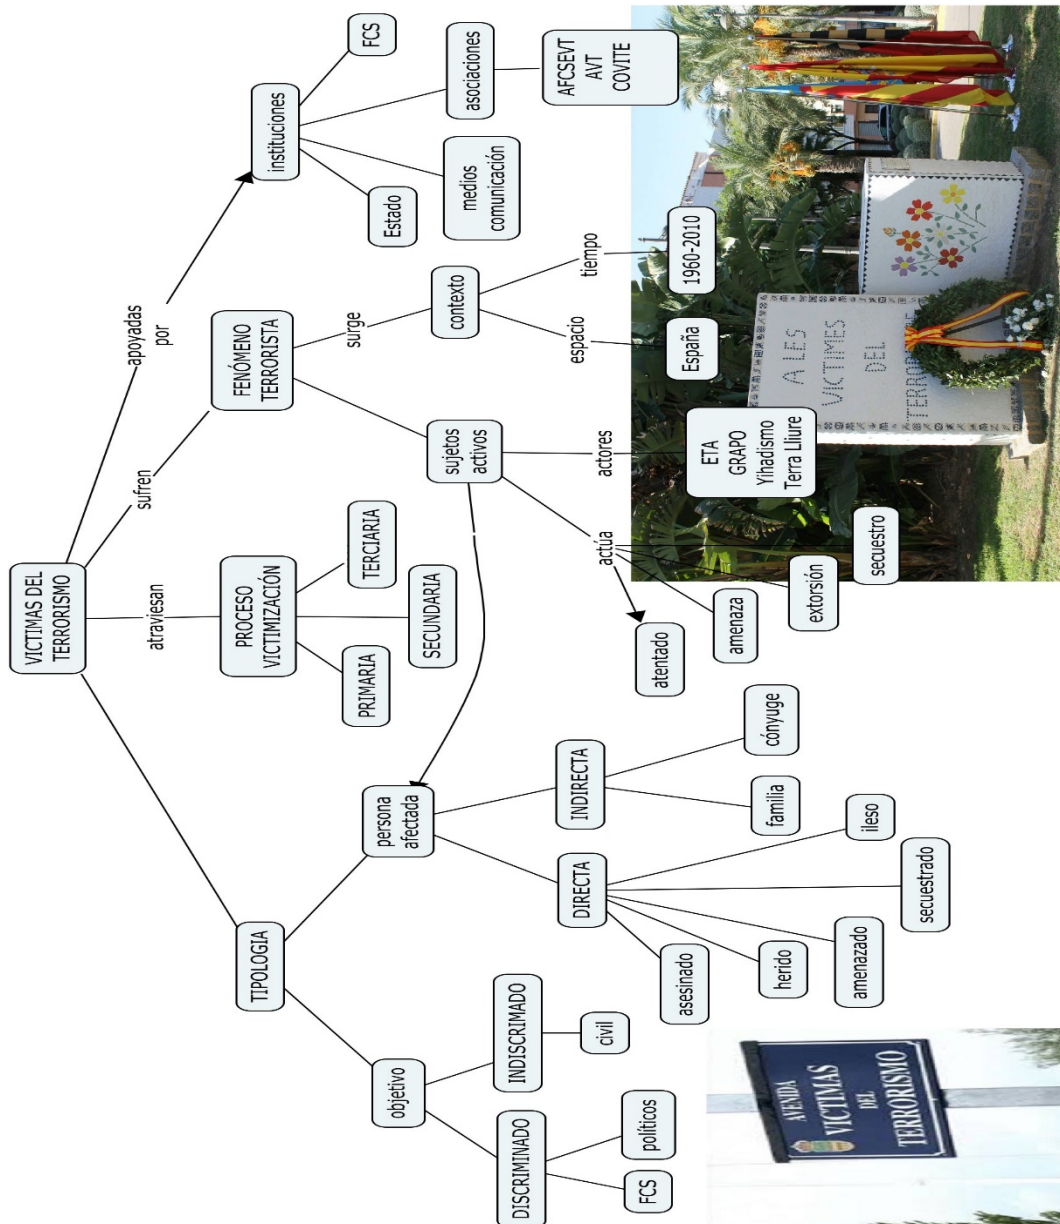 VICTIMAS DEL
TERRORISMO
apoyadas
por
sufren
atraviesan
TIPOLOGIA
PROCESO
VICTIMIZACIÓN
FENÓMENO
TERRORISTA
instituciones
objetivo
persona
afectada
PRIMARIA
SECUNDARIA
TERCIARIA
surge
sujetos
activos
contexto
Estado
medios
comunicación
asociaciones
FCS
DISCRIMINADO
INDISCRIMADO
DIRECTA
INDIRECTA
actúa
actores
espacio
tiempo
AFCSEVT
AVT
COVITE
FCS
políticos
civil
asesinado
herido
amenazado
secuestrado
ileso
familia
cónyuge
atentado
amenaza
extorsión
secuestro
ETA
GRAPO
Yihadismo
Terra Lliure
España
1960-2010
AVENIDA
VICTIMAS
DEL
TERRORISMO
A LES
VICTIMES
DEL